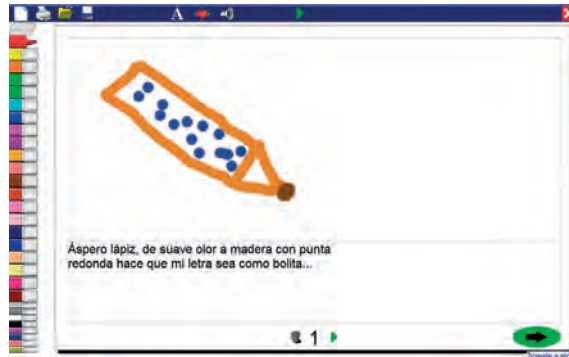 A
Áspero lápiz, de suave olor a madera con punta
redonda hace que mi letra sea como bolita...
1